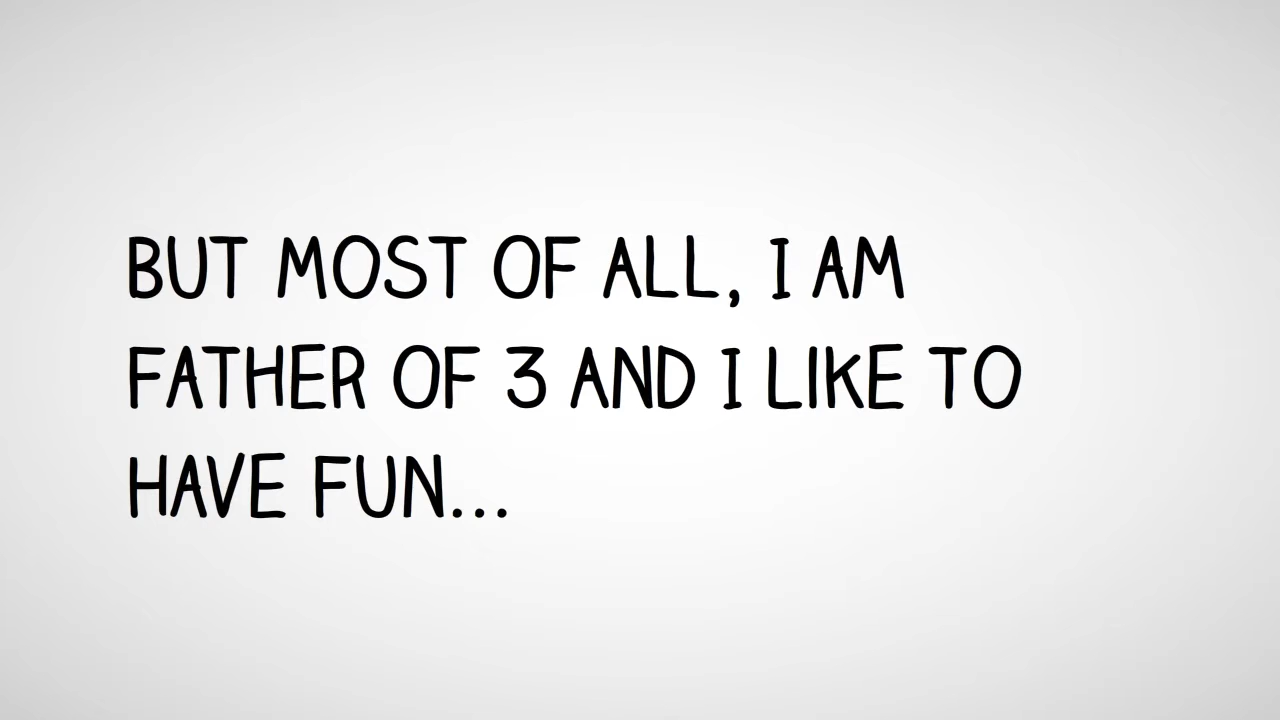 BUT MOST OF ALL, I AM
FATHER OF 3 AND I LIKE TO
HAVE FUN...